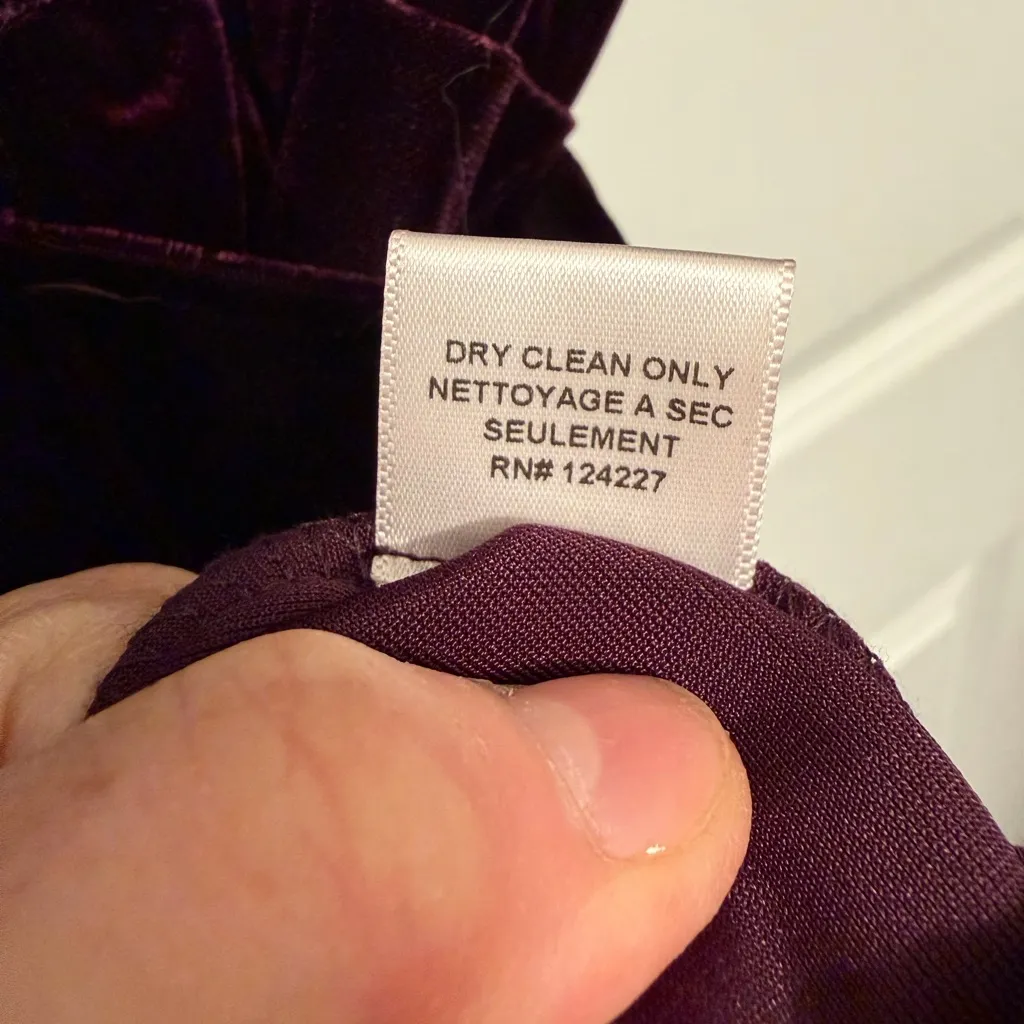 DRY CLEAN ONLY
NETTOYAGE A SEC
SEULEMENT
RN# 124227